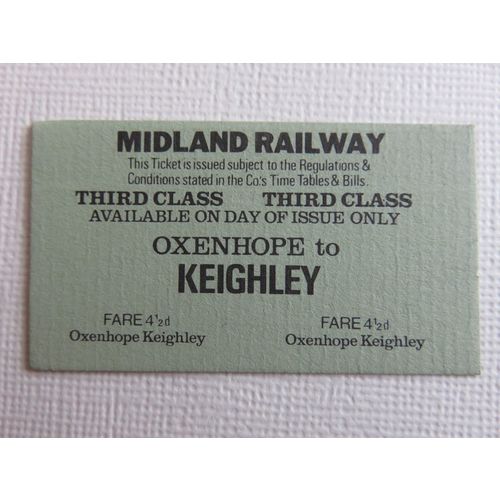 MIDLAND RAILWAY
This Ticket is issued subject to the Regulations &
Conditions stated in the Co's Time Tables & Bills.
THIRD CLASS THIRD CLASS
AVAILABLE ON DAY OF ISSUE ONLY
OXENHOPE to
KEIGHLEY
FARE 4½d FARE 4½d
Oxenhope Keighley Oxenhope Keighley